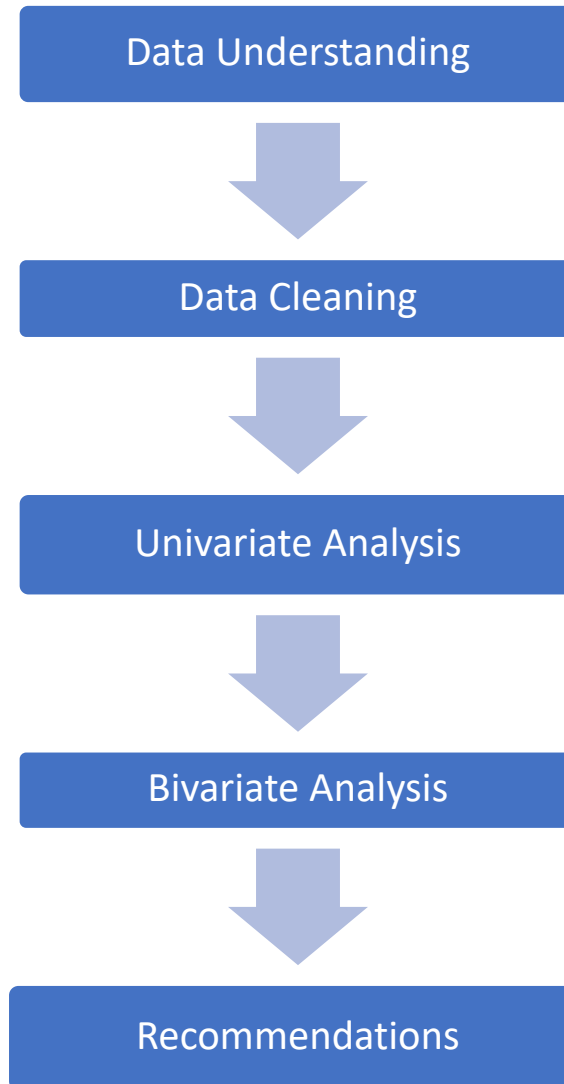 Data Understanding
Data Cleaning
Univariate Analysis
Bivariate Analysis
Recommendations